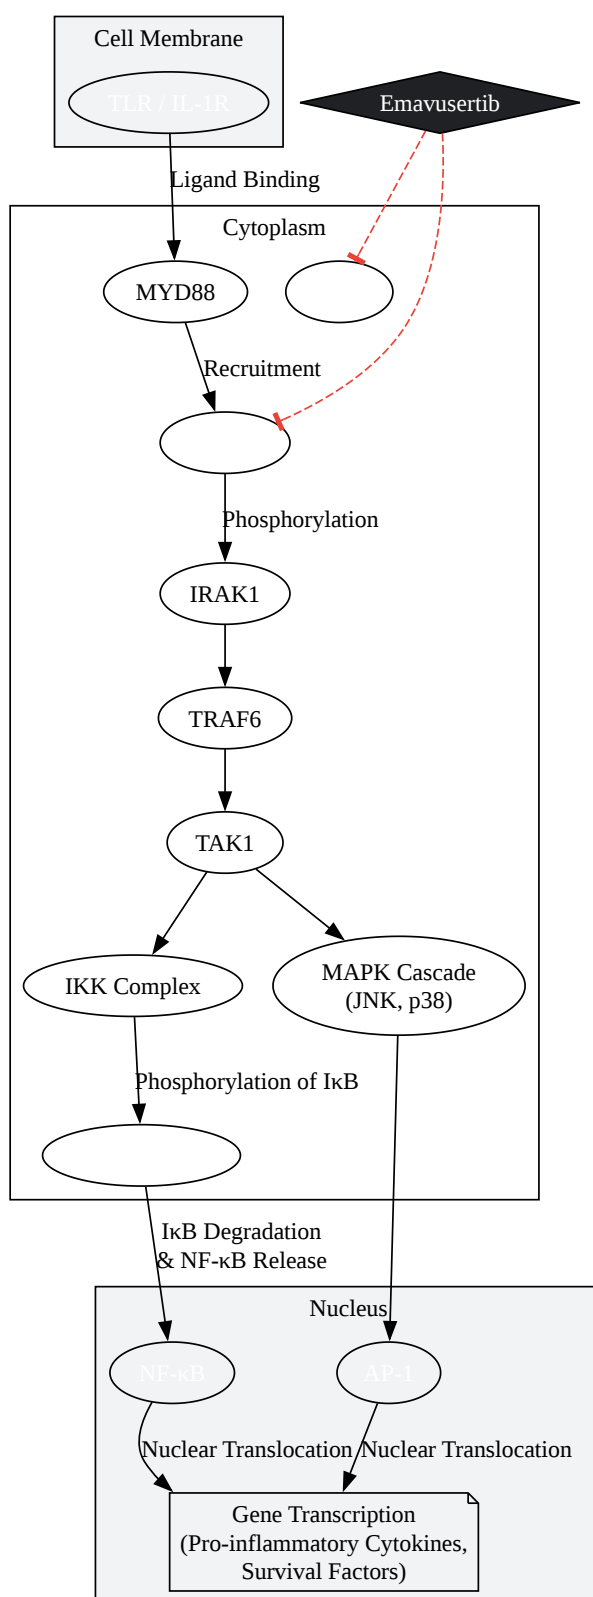 Cell Membrane
TLR / IL-1R
Emavusertib
Ligand Binding
Cytoplasm
MYD88
Recruitment
Phosphorylation
IRAK1
TRAF6
TAK1
IKK Complex
MAPK Cascade
(JNK, p38)
Phosphorylation of IκB
IκB Degradation
& NF-κB Release
Nucleus
NF-κB
AP-1
Nuclear Translocation
Nuclear Translocation
Gene Transcription
(Pro-inflammatory Cytokines,
Survival Factors)